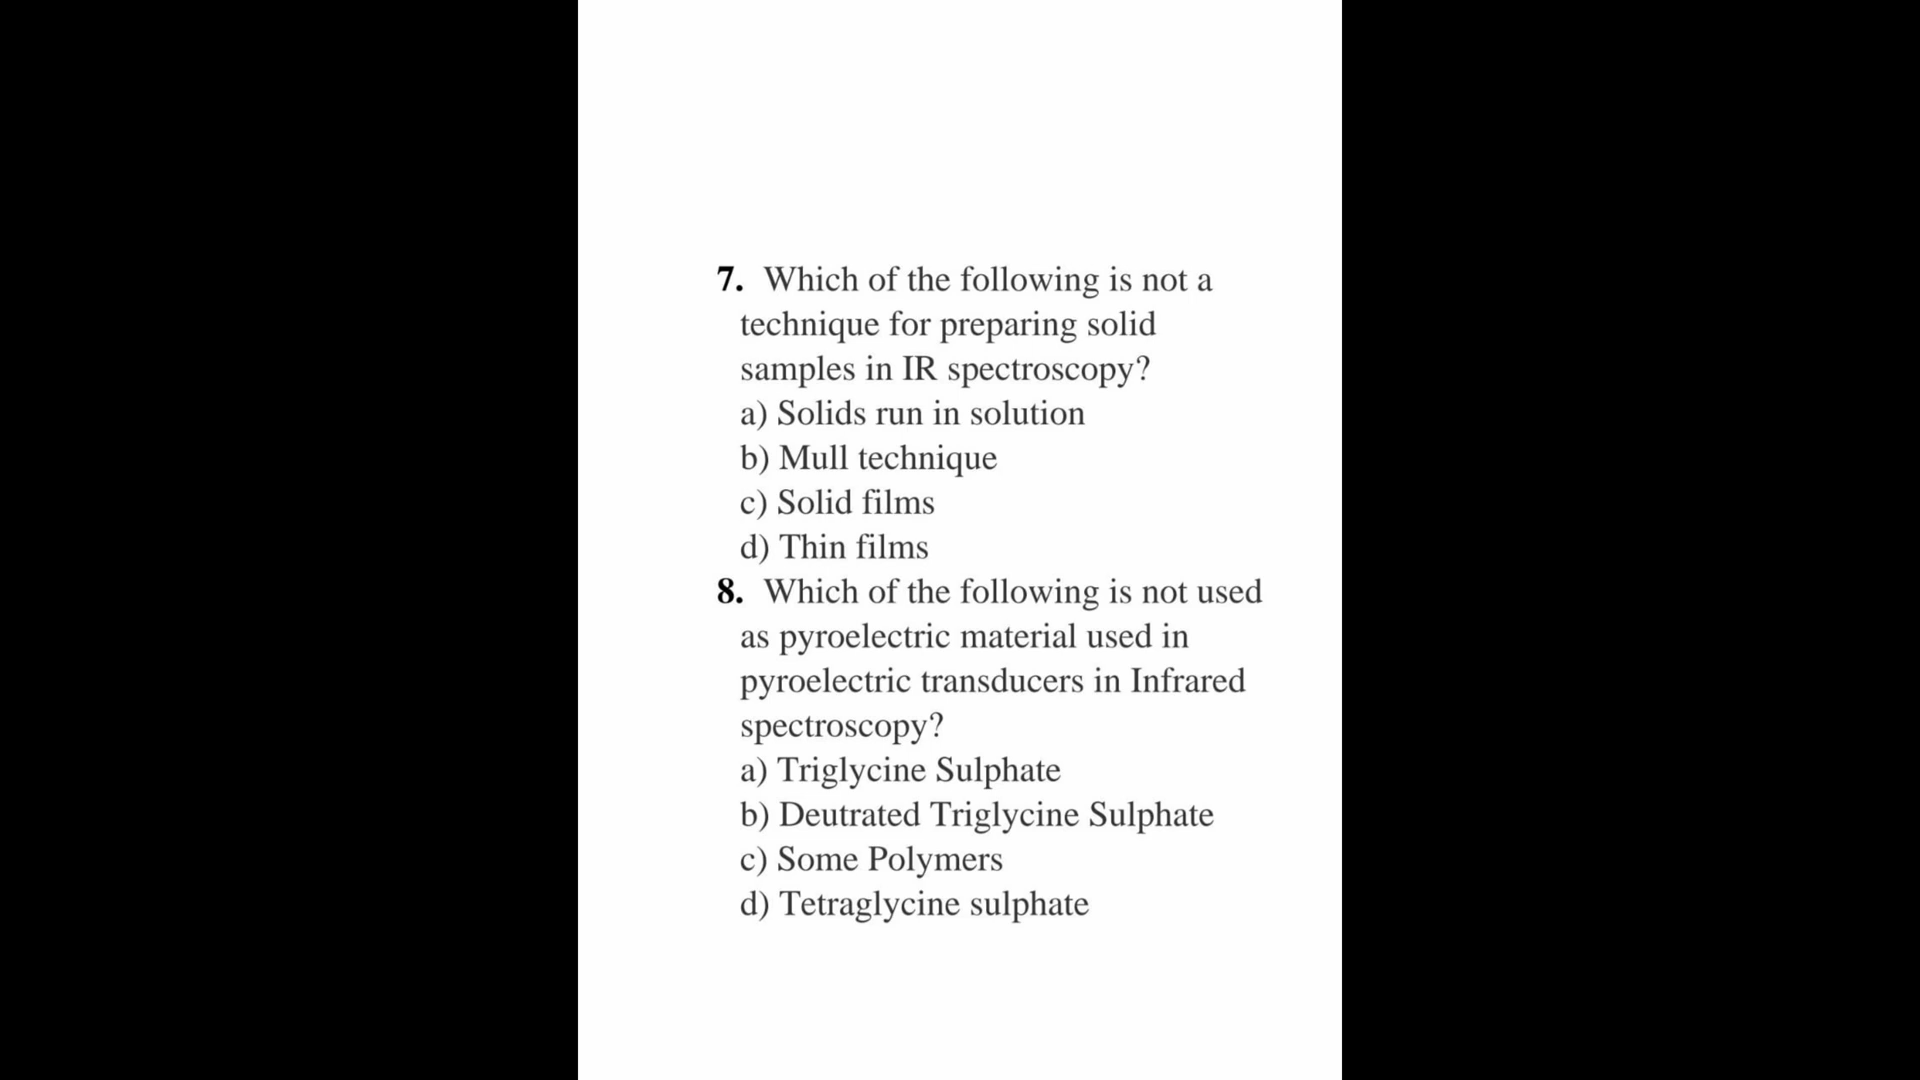 7. Which of the following is not a
technique for preparing solid
samples in IR spectroscopy?
a) Solids run in solution
b) Mull technique
c) Solid films
d) Thin films
8. Which of the following is not used
as pyroelectric material used in
pyroelectric transducers in Infrared
spectroscopy?
a) Triglycine Sulphate
b) Deutrated Triglycine Sulphate
c) Some Polymers
d) Tetraglycine sulphate